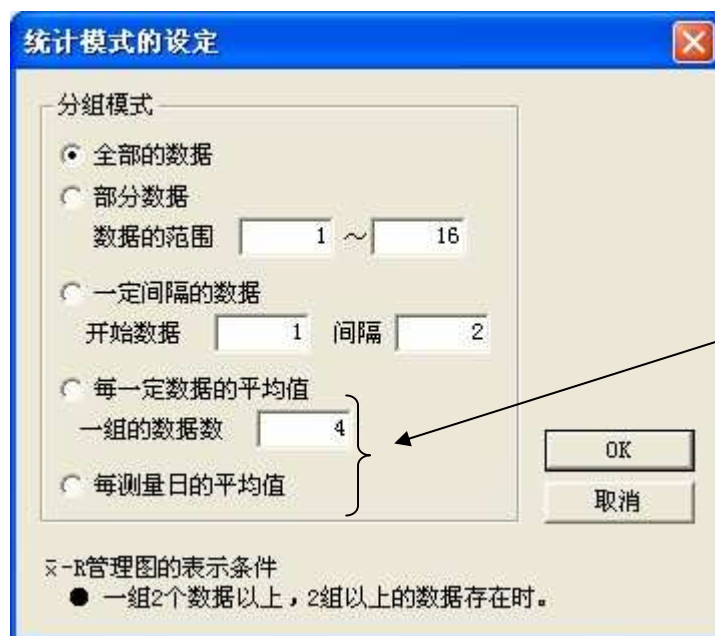 统计模式的设定
分组模式
全部的数据
部分数据
数据的范围 1 ～ 16
一定间隔的数据
开始数据 1 间隔 2
每一定数据的平均值
一组的数据数 4
每测量日的平均值
OK
取消
x̄-R管理图的表示条件
● 一组2个数据以上，2组以上的数据存在时。